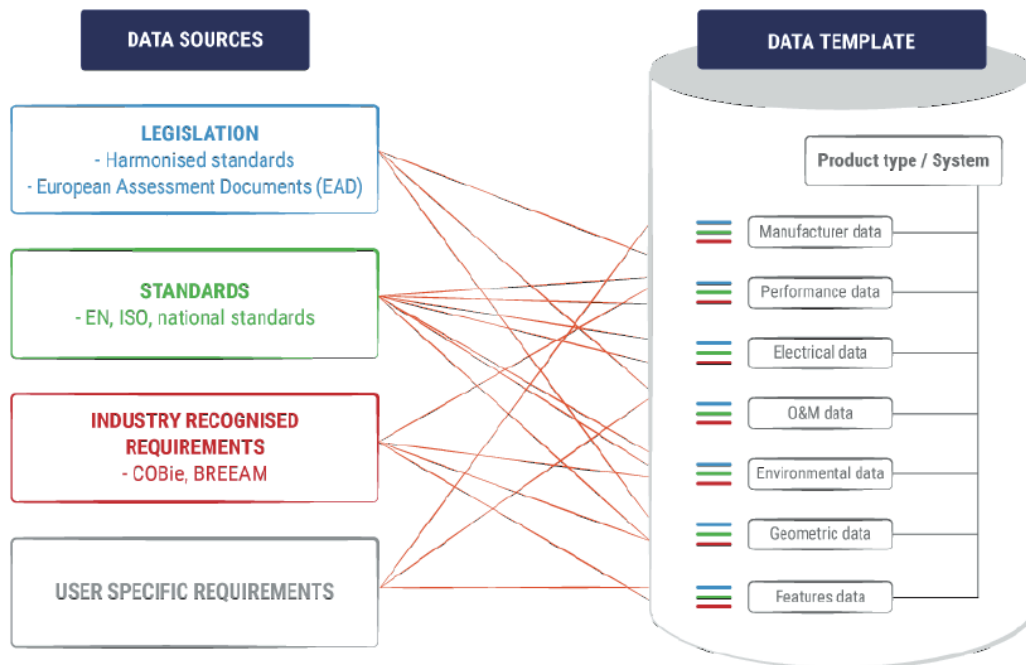 DATA SOURCES
LEGISLATION
- Harmonised standards
- European Assessment Documents (EAD)
STANDARDS
- EN, ISO, national standards
INDUSTRY RECOGNISED
REQUIREMENTS
- COBie, BREEAM
USER SPECIFIC REQUIREMENTS
DATA TEMPLATE
Product type / System
Manufacturer data
Performance data
Electrical data
O&M data
Environmental data
Geometric data
Features data